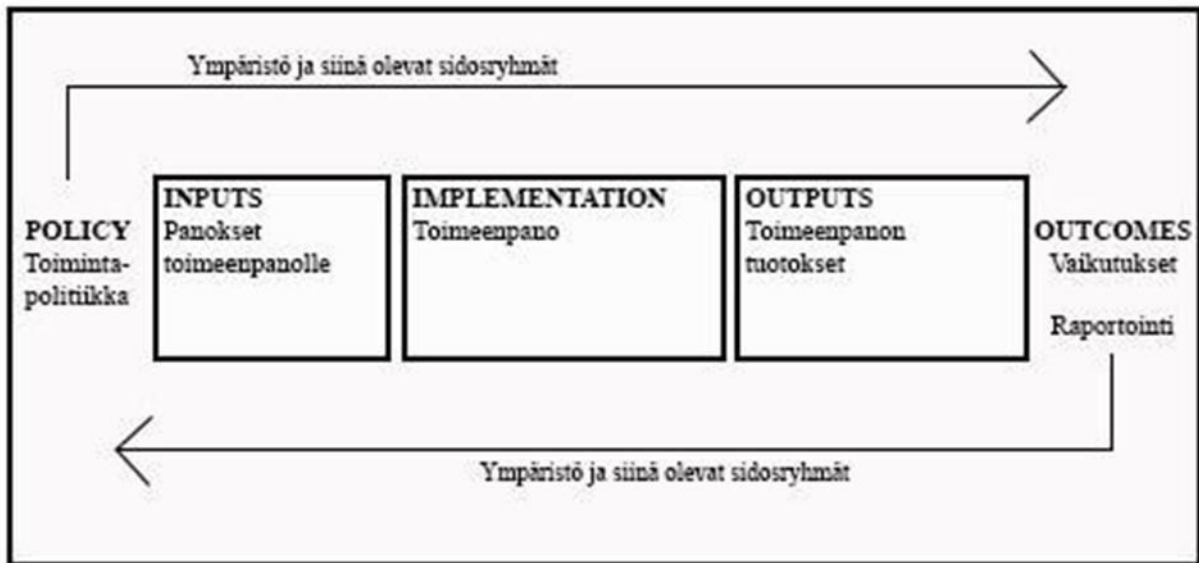 Ympäristö ja siinä olevat sidosryhmät
POLICY
Toiminta-
politiikka
INPUTS
Panokset
toimeenpanolle
IMPLEMENTATION
Toimeenpano
OUTPUTS
Toimeenpanon
tuotokset
OUTCOMES
Vaikutukset
Raportointi
Ympäristö ja siinä olevat sidosryhmät